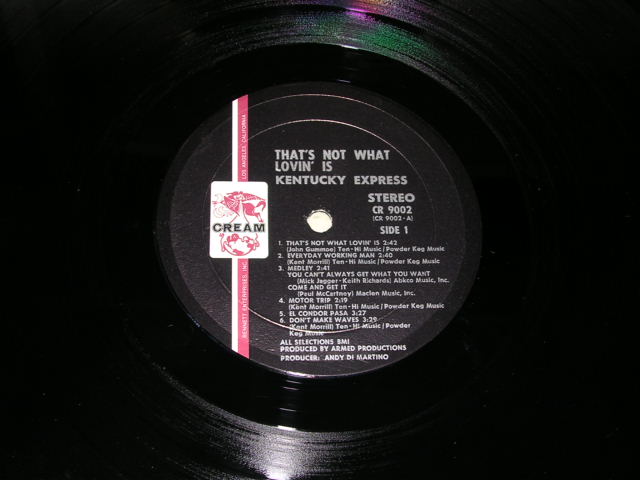 THAT'S NOT WHAT
LOVIN' IS
KENTUCKY EXPRESS
STEREO
CR 9002
(CR 9002-A)
SIDE 1
CREAM
BENNETT ENTERPRISES, INC.
LOS ANGELES, CALIFORNIA
1. THAT'S NOT WHAT LOVIN' IS 2:42
(John Gummoe) Ten-Hi Music/Powder Keg Music
2. EVERYDAY WORKING MAN 2:40
(Kent Morrill) Ten-Hi Music/Powder Keg Music
3. MEDLEY 2:41
YOU CAN'T ALWAYS GET WHAT YOU WANT
(Mick Jagger-Keith Richards) Abkco Music, Inc.
COME AND GET IT
(Paul McCartney) Maclen Music, Inc.
4. MOTOR TRIP 2:19
(Kent Morrill) Ten-Hi Music/Powder Keg Music
5. EL CONDOR PASA 3:27
6. DON'T MAKE WAVES 3:29
(Kent Morrill) Ten-Hi Music/Powder
Keg Music
ALL SELECTIONS BMI
PRODUCED BY ARMED PRODUCTIONS
PRODUCER: ANDY DI MARTINO